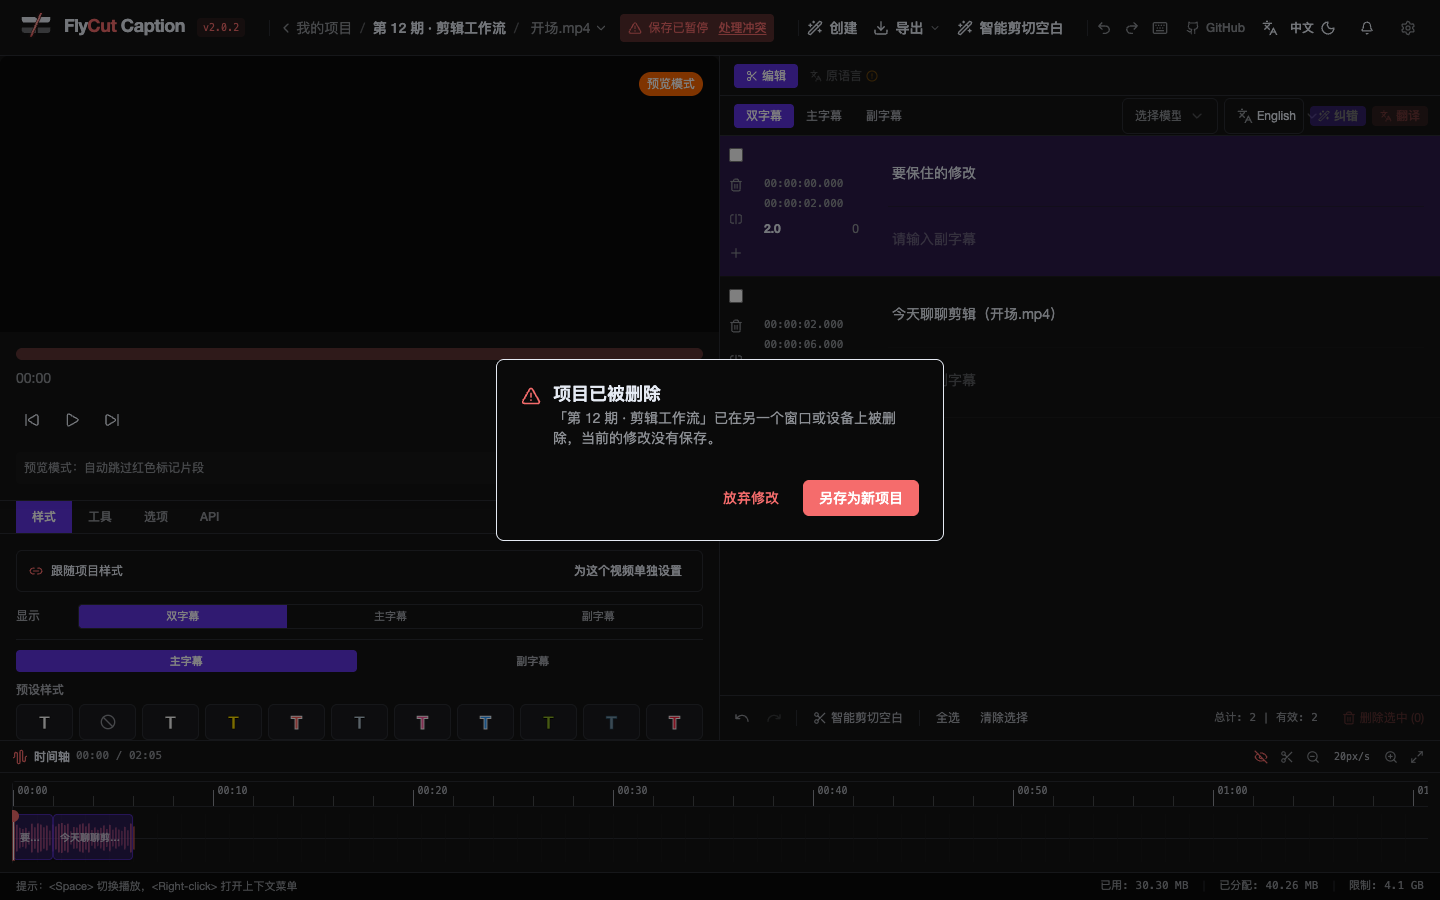 FlyCut Caption v2.0.2
我的项目 / 第 12 期 · 剪辑工作流 / 开场.mp4
保存已暂停 处理冲突
创建 导出 智能剪切空白
GitHub 中文
预览模式
编辑 原语言
双字幕 主字幕 副字幕
选择模型 English 纠错 翻译
00:00:00.000
00:00:02.000
2.0 0
要保住的修改
请输入副字幕
00:00:02.000
00:00:06.000
今天聊聊剪辑（开场.mp4）
字幕
00:00
预览模式：自动跳过红色标记片段
项目已被删除
「第 12 期 · 剪辑工作流」已在另一个窗口或设备上被删
除，当前的修改没有保存。
放弃修改 另存为新项目
样式 工具 选项 API
跟随项目样式 为这个视频单独设置
显示 双字幕 主字幕 副字幕
主字幕 副字幕
预设样式
T T T T T T T T T T
智能剪切空白 全选 清除选择
总计: 2 | 有效: 2 删除选中 (0)
时间轴 00:00 / 02:05
20px/s
00:00 00:10 00:20 00:30 00:40 00:50 01:00 01
要... 今天聊聊剪...
提示：<Space> 切换播放，<Right-click> 打开上下文菜单
已用: 30.30 MB 已分配: 40.26 MB 限制: 4.1 GB